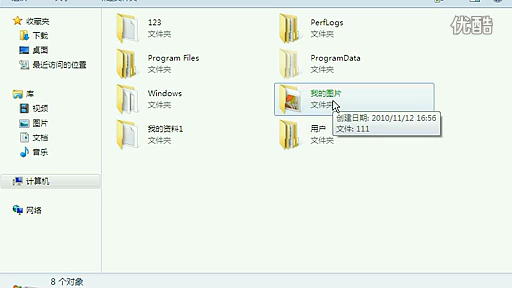 优酷
收藏夹
下载
桌面
最近访问的位置
库
视频
图片
文档
音乐
计算机
网络
123
文件夹
PerfLogs
文件夹
Program Files
文件夹
ProgramData
文件夹
Windows
文件夹
我的图片
文件夹
我的资料1
文件夹
用户
文件夹
创建日期: 2010/11/12 16:56
文件: 111
8 个对象